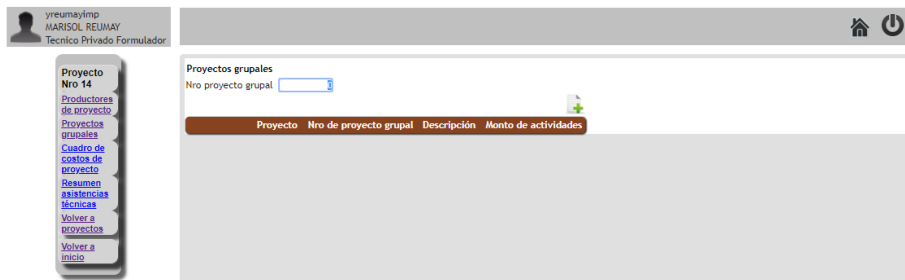 yreumayimp
MARISOL REUMAY
Tecnico Privado Formulador
Proyecto
Nro 14
Productores
de proyecto
Proyectos
grupales
Cuadro de
costos de
proyecto
Resumen
asistencias
técnicas
Volver a
proyectos
Volver a
inicio
Proyectos grupales
Nro proyecto grupal 0
Proyecto Nro de proyecto grupal Descripción Monto de actividades